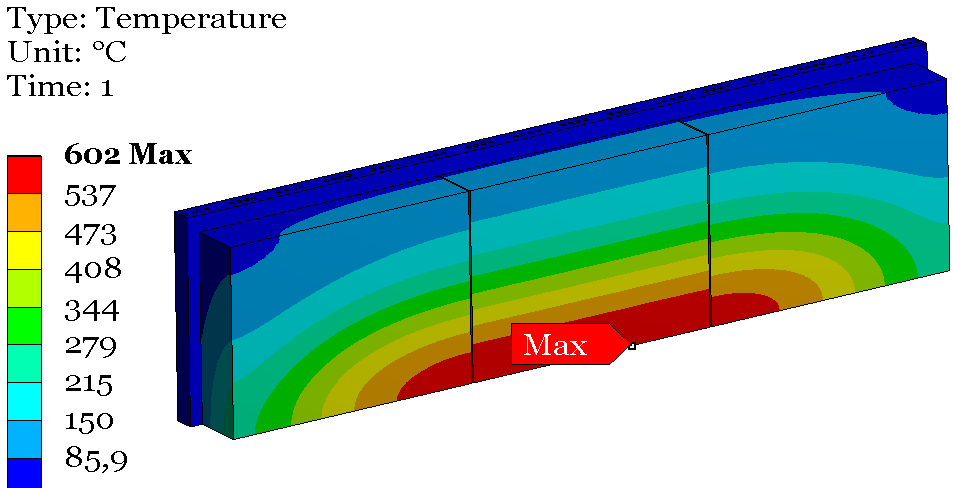 Type: Temperature
Unit: °C
Time: 1
602 Max
537
473
408
344
279
215
150
85,9
Max